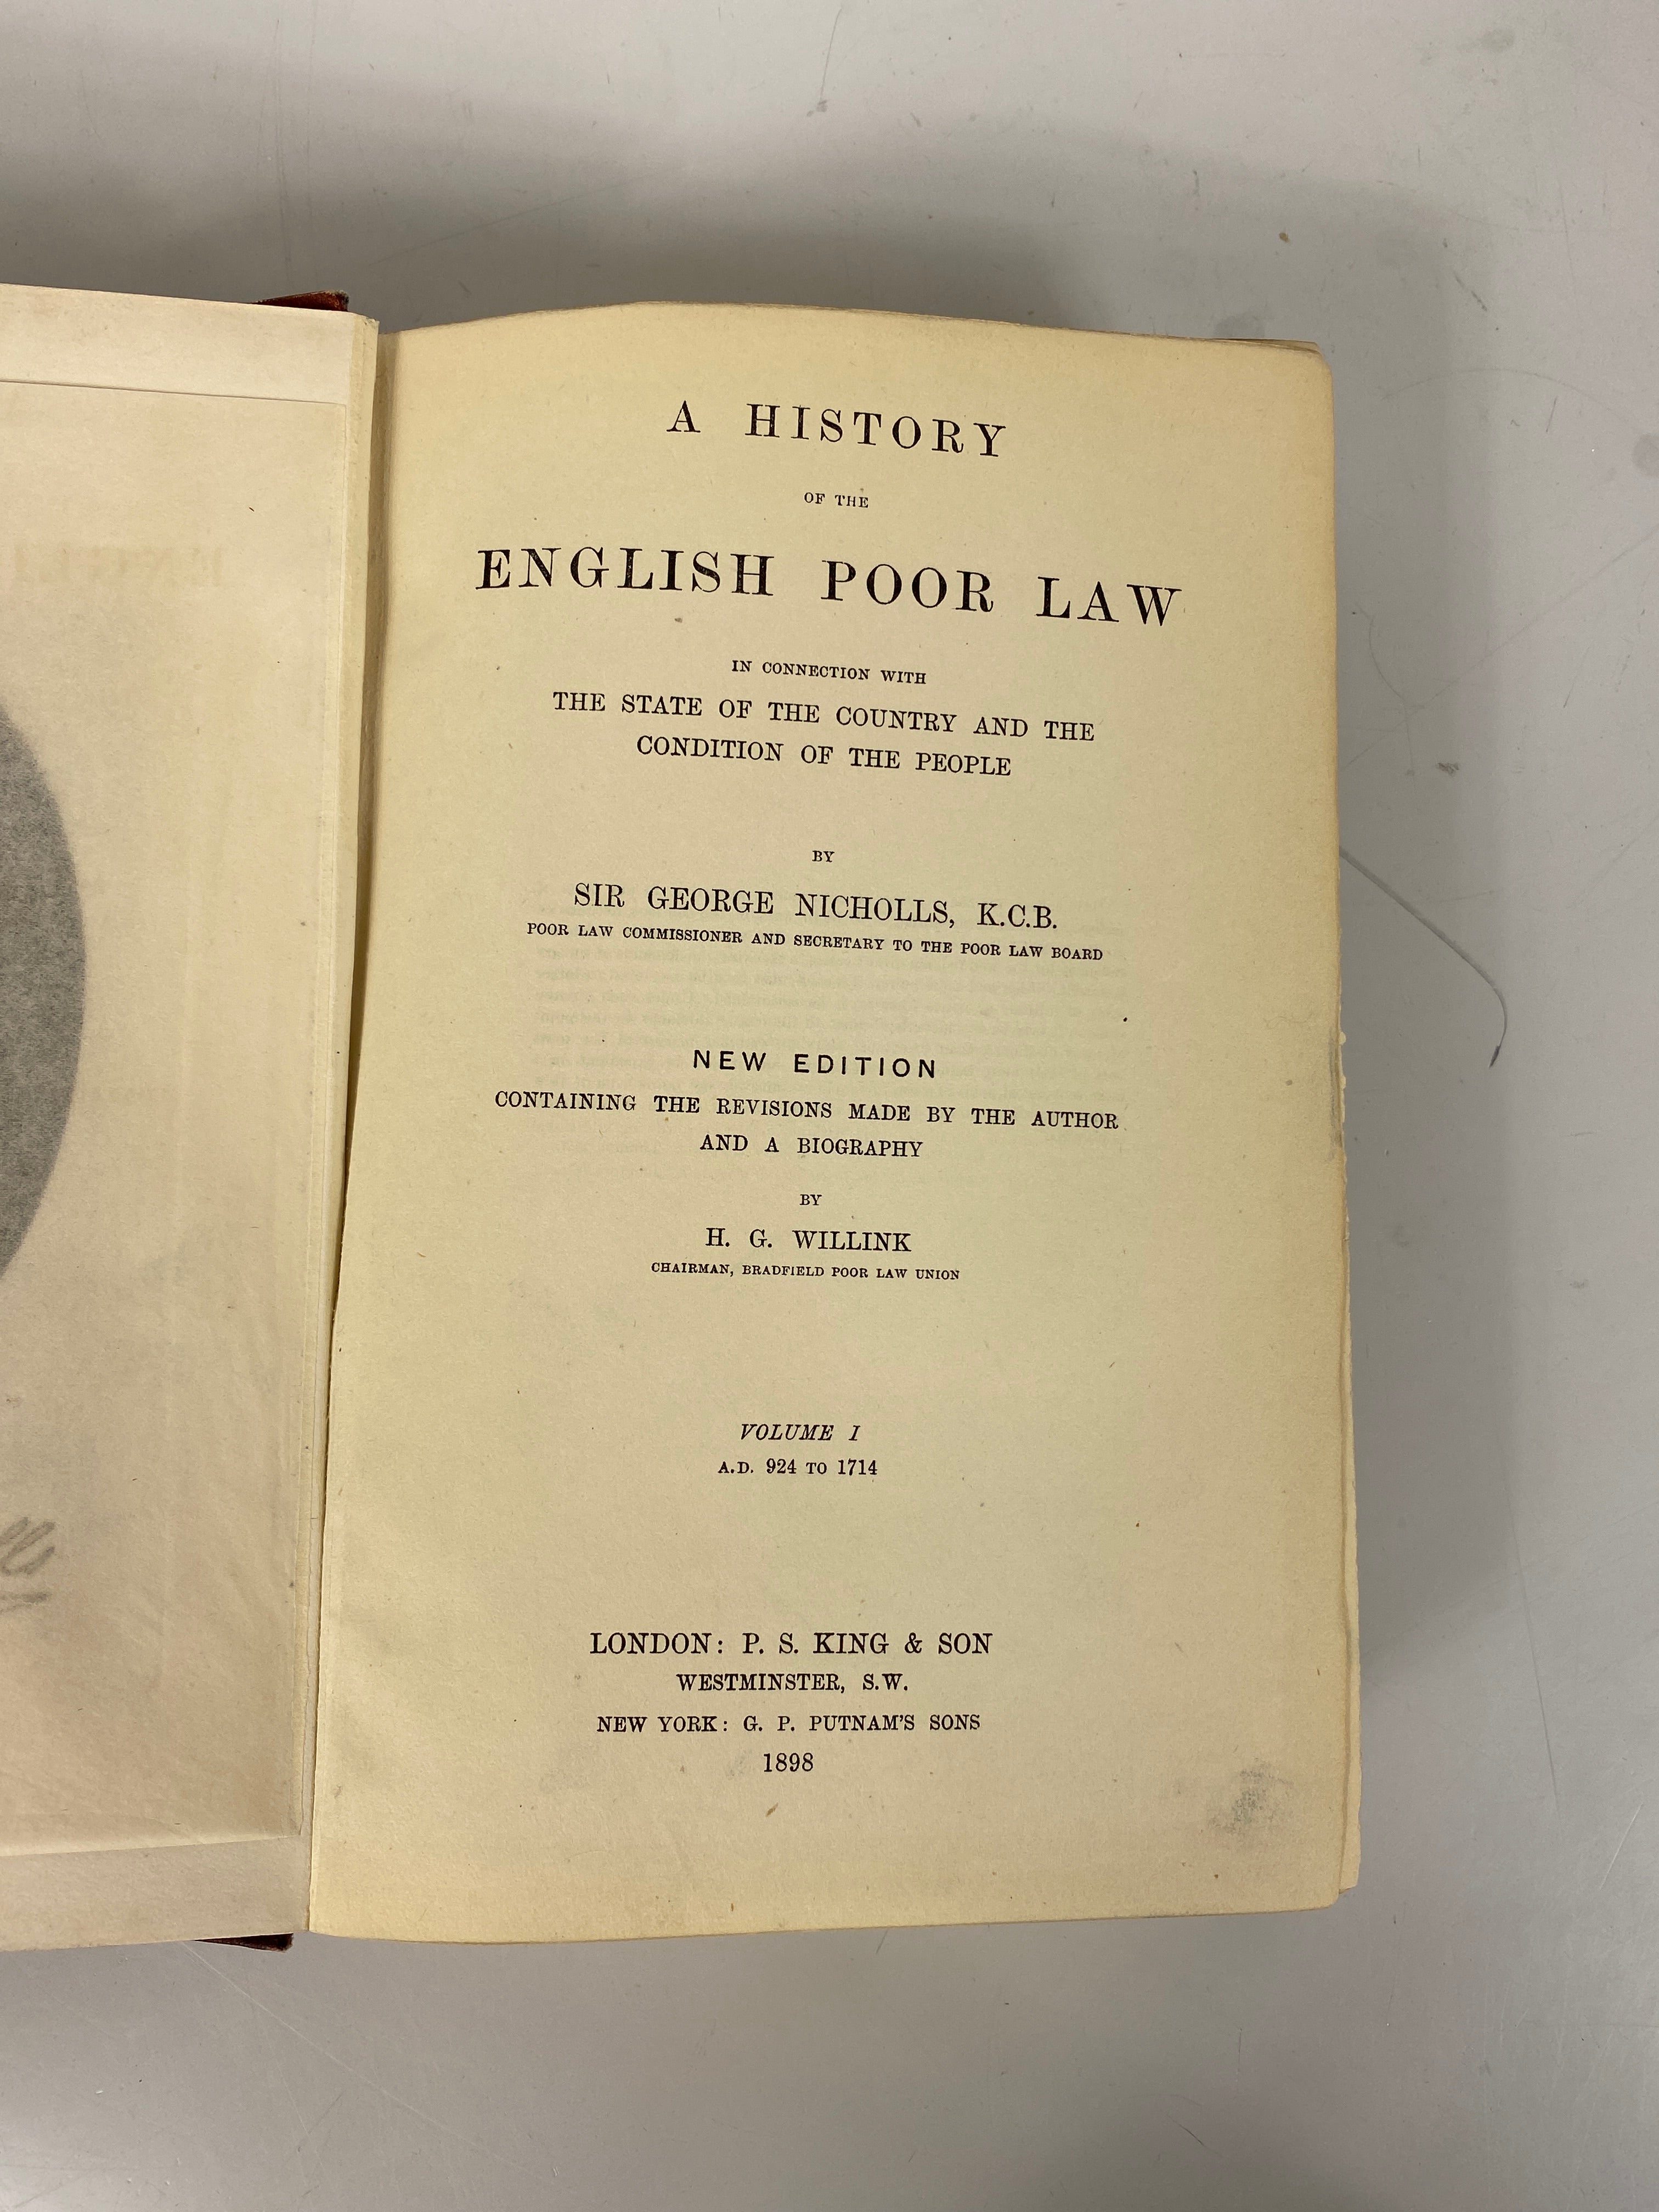 A HISTORY
OF THE
ENGLISH POOR LAW
IN CONNECTION WITH
THE STATE OF THE COUNTRY AND THE
CONDITION OF THE PEOPLE
BY
SIR GEORGE NICHOLLS, K.C.B.
POOR LAW COMMISSIONER AND SECRETARY TO THE POOR LAW BOARD
NEW EDITION
CONTAINING THE REVISIONS MADE BY THE AUTHOR
AND A BIOGRAPHY
BY
H. G. WILLINK
CHAIRMAN, BRADFIELD POOR LAW UNION
VOLUME I
A.D. 924 TO 1714
LONDON: P. S. KING & SON
WESTMINSTER, S.W.
NEW YORK: G. P. PUTNAM'S SONS
1898